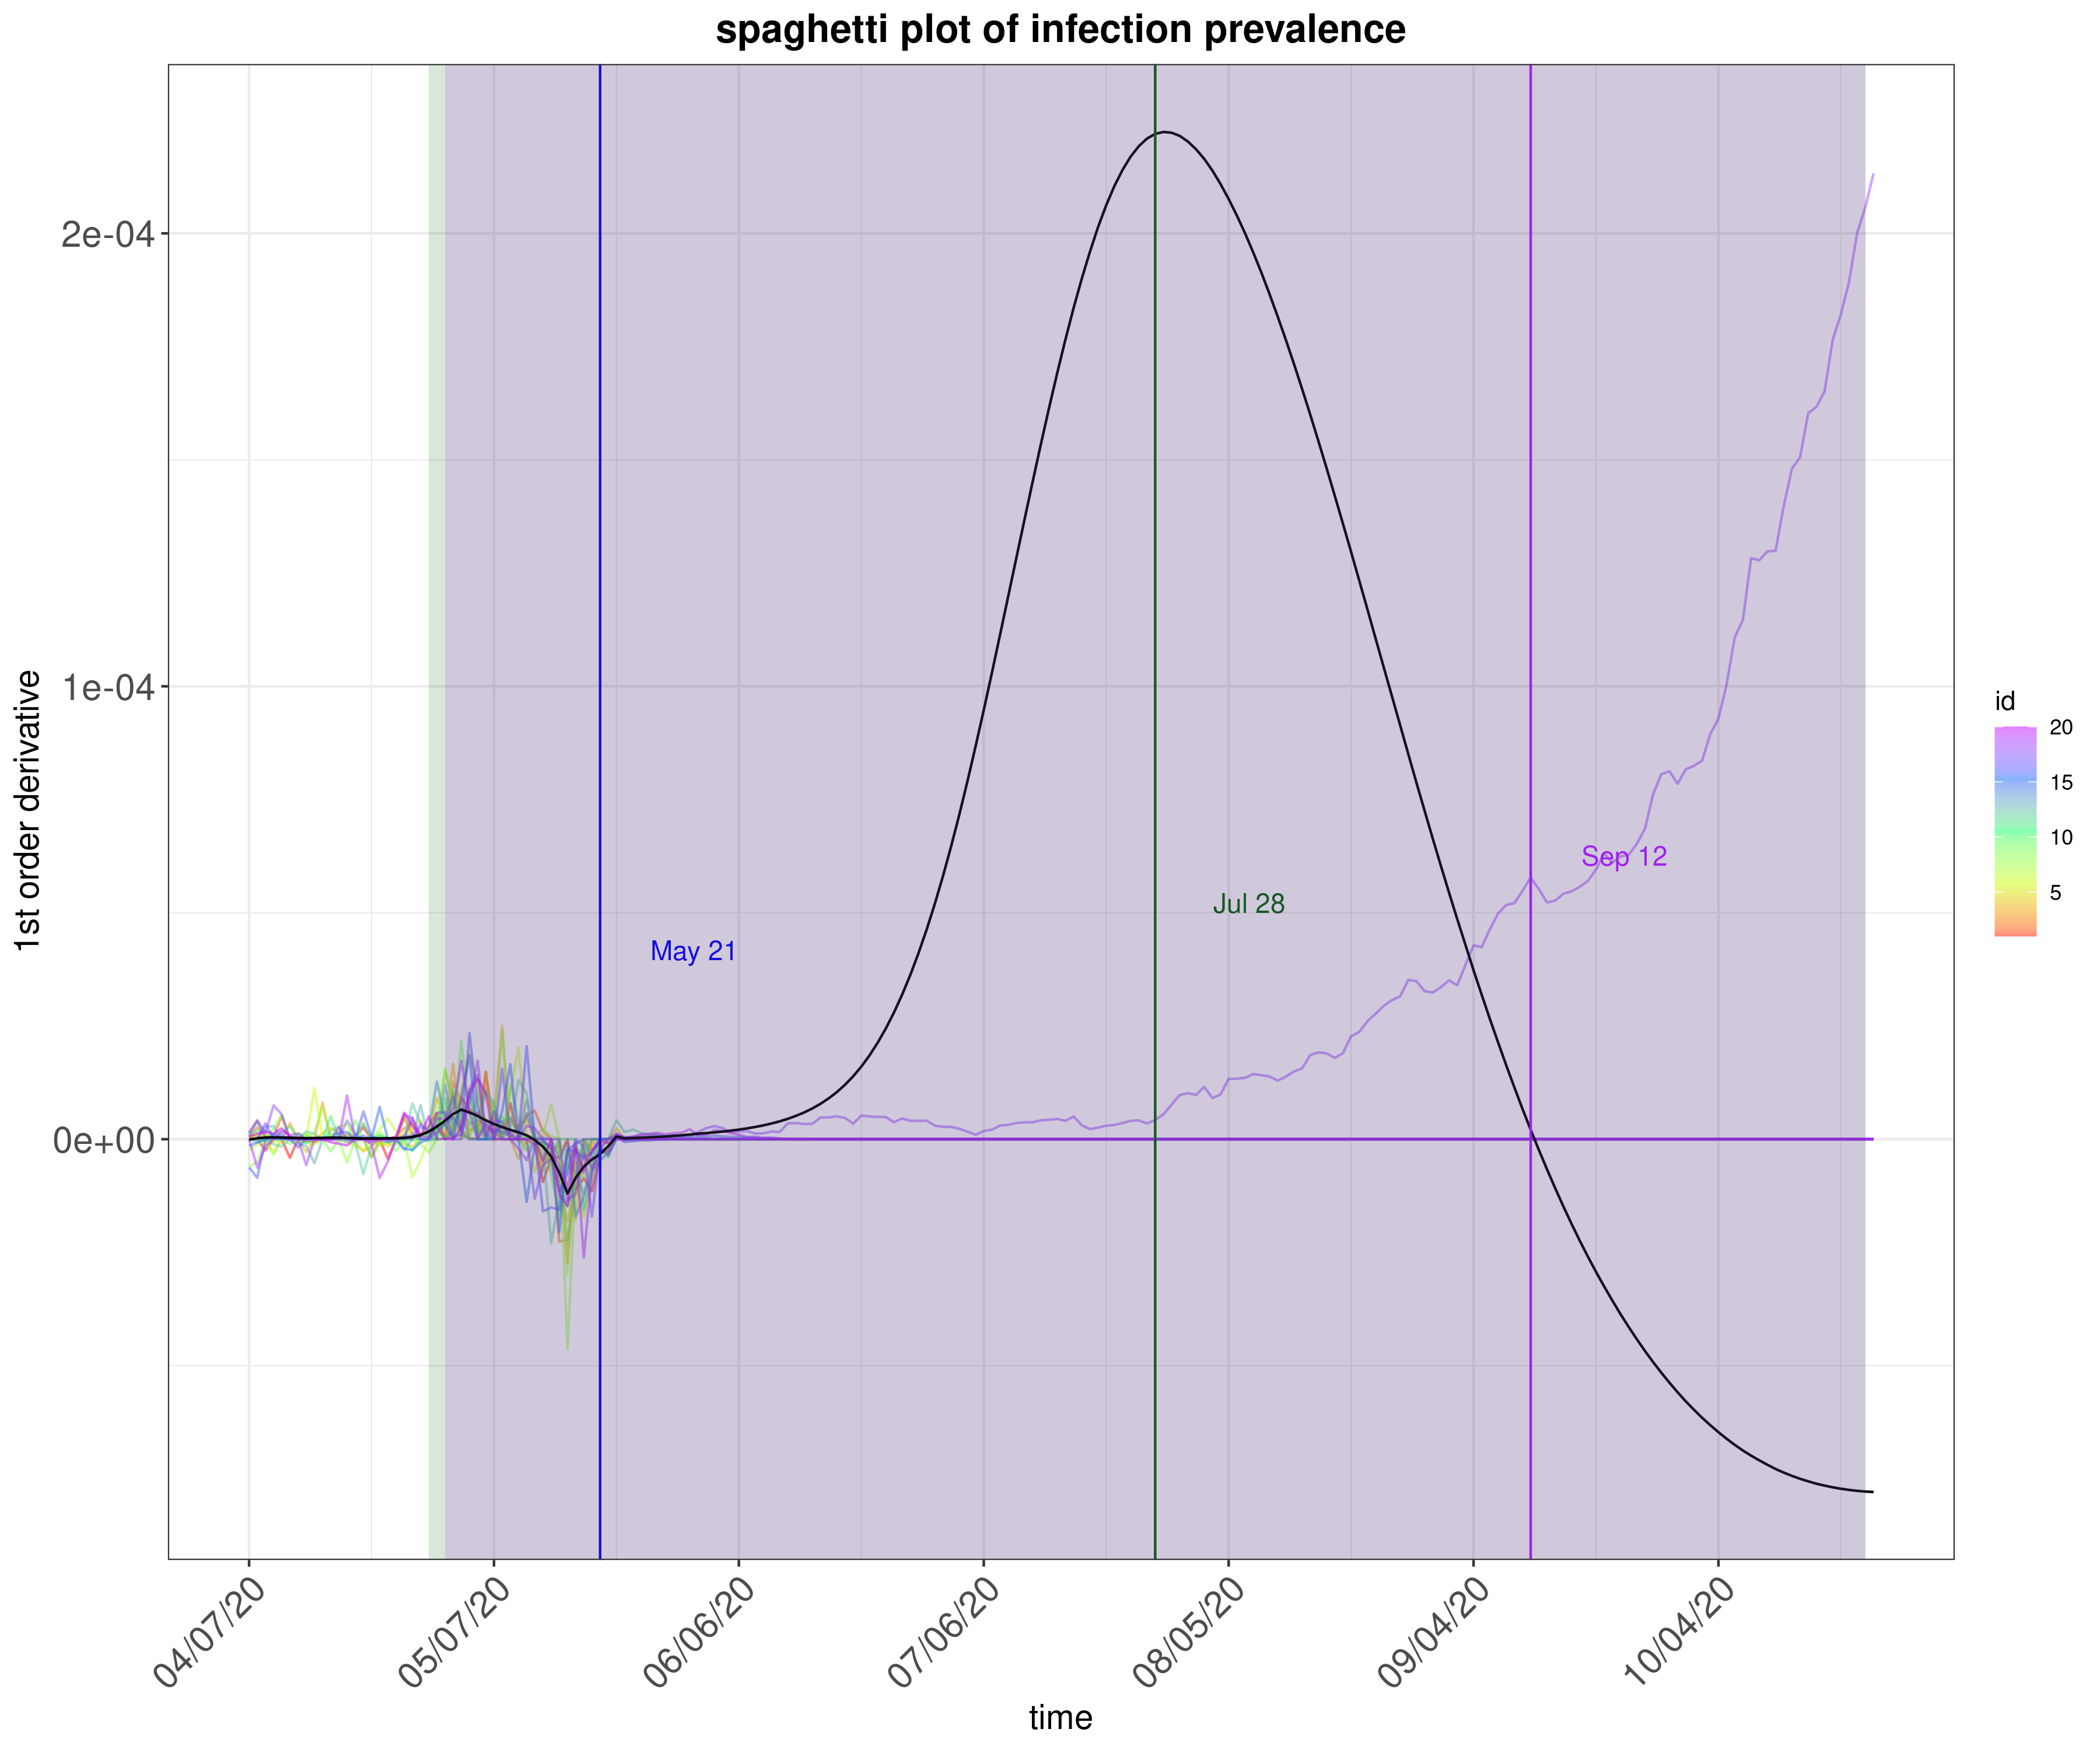 spaghetti plot of infection prevalence
1st order derivative
2e-04
1e-04
0e+00
May 21
Jul 28
Sep 12
04/07/20
05/07/20
06/06/20
07/06/20
08/05/20
09/04/20
10/04/20
time
id
20
15
10
5